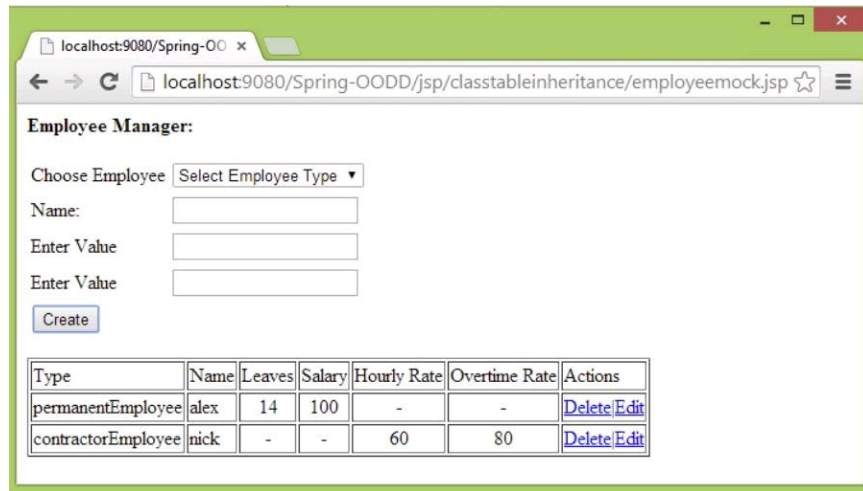 localhost:9080/Spring-OO
localhost:9080/Spring-OODD/jsp/classtableinheritance/employeemock.jsp
Employee Manager:
Choose Employee Select Employee Type
Name:
Enter Value
Enter Value
Create
Type Name Leaves Salary Hourly Rate Overtime Rate Actions
permanentEmployee alex 14 100 - - Delete|Edit
contractorEmployee nick - - 60 80 Delete|Edit